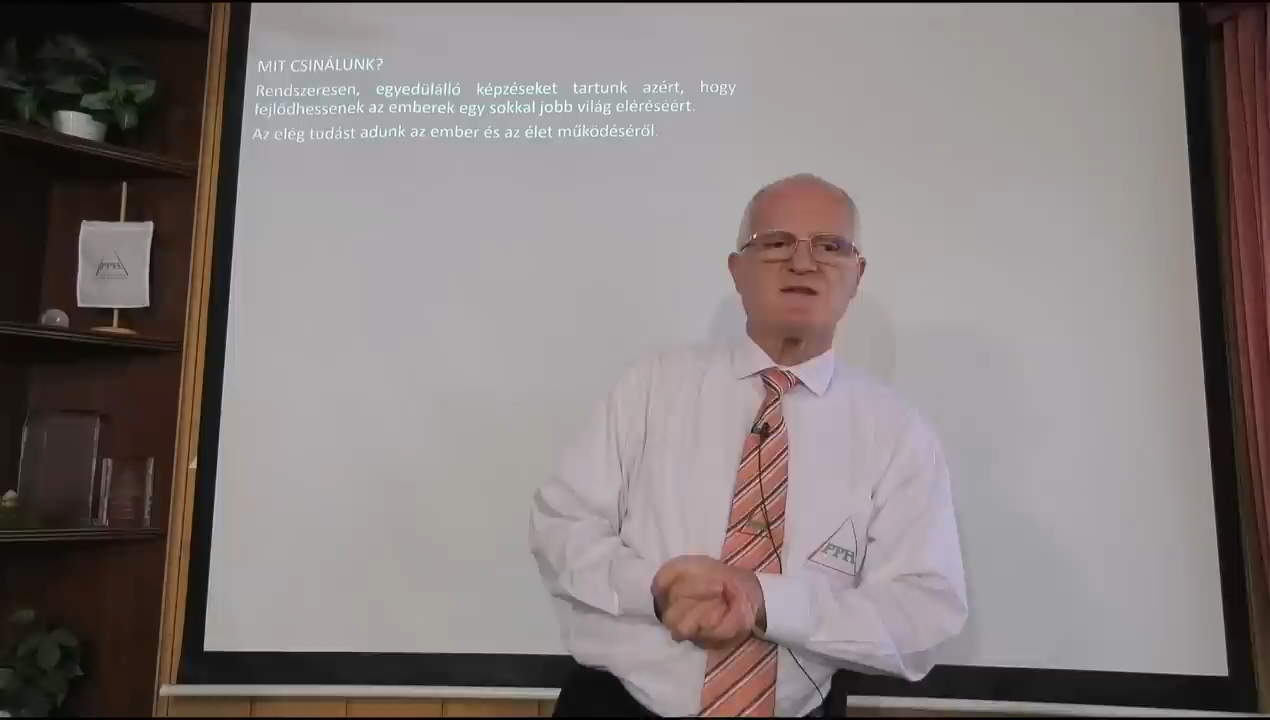 MIT CSINÁLUNK?
Rendszeresen, egyedülálló képzéseket tartunk azért, hogy
fejlődhessenek az emberek egy sokkal jobb világ eléréséért.
Az elég tudást adunk az ember és az élet működéséről.
PPH
PPH